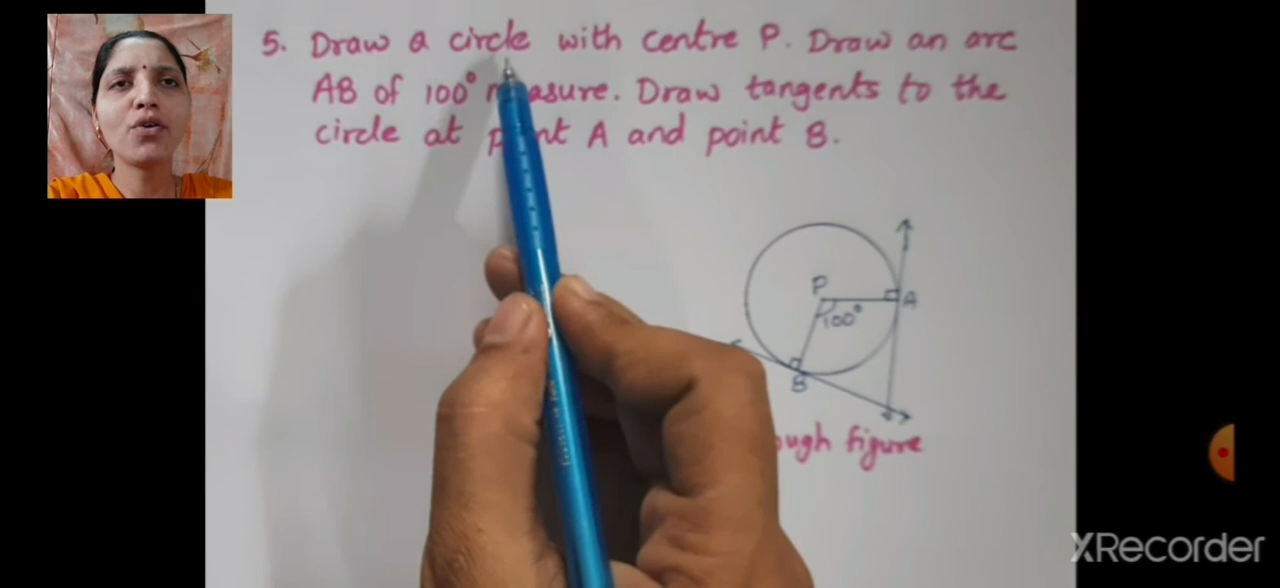 5. Draw a circle with centre P. Draw an arc
AB of 100° measure. Draw tangents to the
circle at point A and point B.
P
A
100°
B
figure
XRecorder